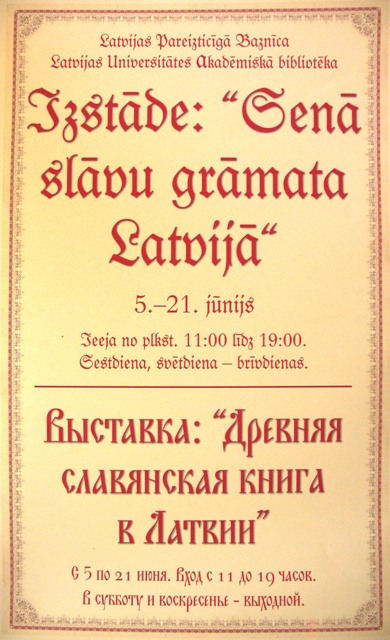 Latvijas Pareizticīgā Baznīca
Latvijas Universitātes Akadēmiskā bibliotēka
Izstāde: “Senā
slāvu grāmata
Latvijā“
5.–21. jūnijs
Ieeja no plkst. 11:00 līdz 19:00.
Sestdiena, svētdiena – brīvdienas.
Выставка: “Древняя
славянская книга
в Латвии”
С 5 по 21 июня. Вход с 11 до 19 часов.
В субботу и воскресенье - выходной.